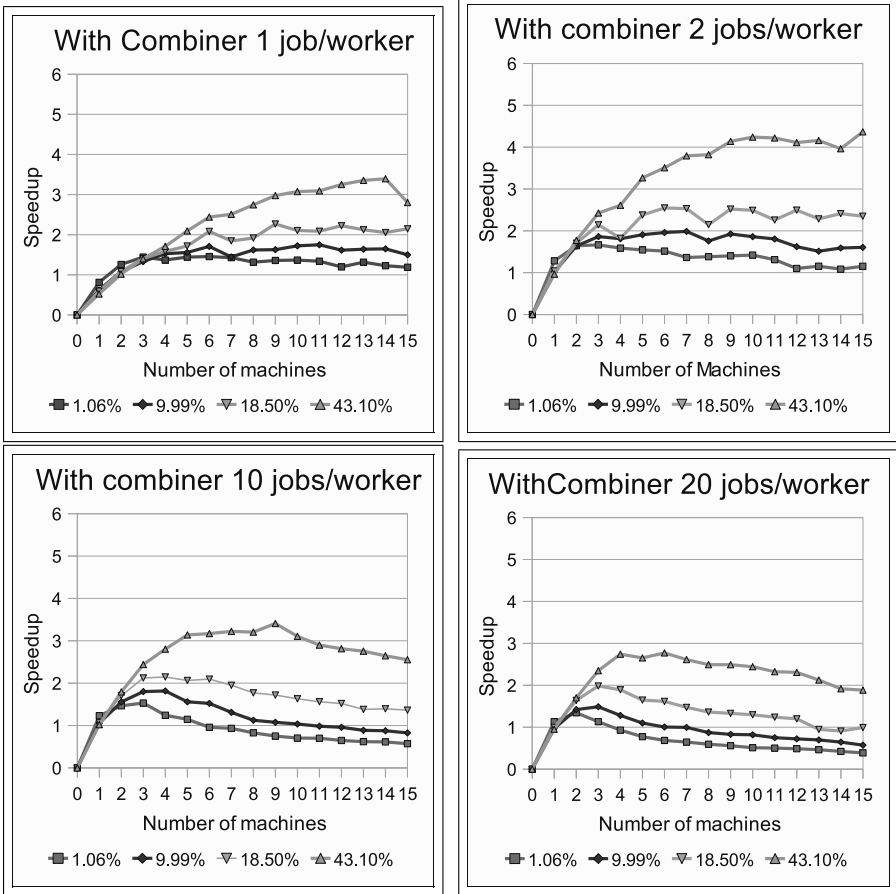 With Combiner 1 job/worker
6
5
4
3
2
1
0
Speedup
0 1 2 3 4 5 6 7 8 9 10 11 12 13 14 15
Number of machines
1.06% 9.99% 18.50% 43.10%
With combiner 2 jobs/worker
6
5
4
3
2
1
0
Speedup
0 1 2 3 4 5 6 7 8 9 10 11 12 13 14 15
Number of Machines
1.06% 9.99% 18.50% 43.10%
With combiner 10 jobs/worker
6
5
4
3
2
1
0
Speedup
0 1 2 3 4 5 6 7 8 9 10 11 12 13 14 15
Number of machines
1.06% 9.99% 18.50% 43.10%
WithCombiner 20 jobs/worker
6
5
4
3
2
1
0
Speedup
0 1 2 3 4 5 6 7 8 9 10 11 12 13 14 15
Number of machines
1.06% 9.99% 18.50% 43.10%